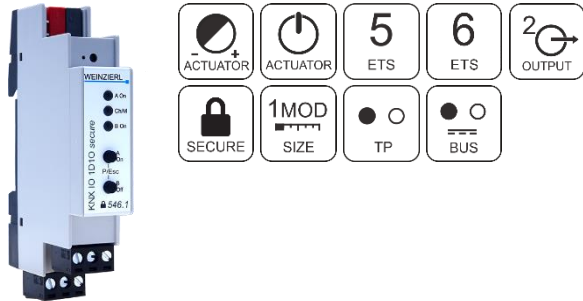 WEINZIERL
A On
Ch/M
B On
A
On
P/Esc
B
Off
KNX IO 1D1O secure
546.1
- +
ACTUATOR
ACTUATOR
5
ETS
6
ETS
2
OUTPUT
SECURE
1MOD
SIZE
TP
BUS